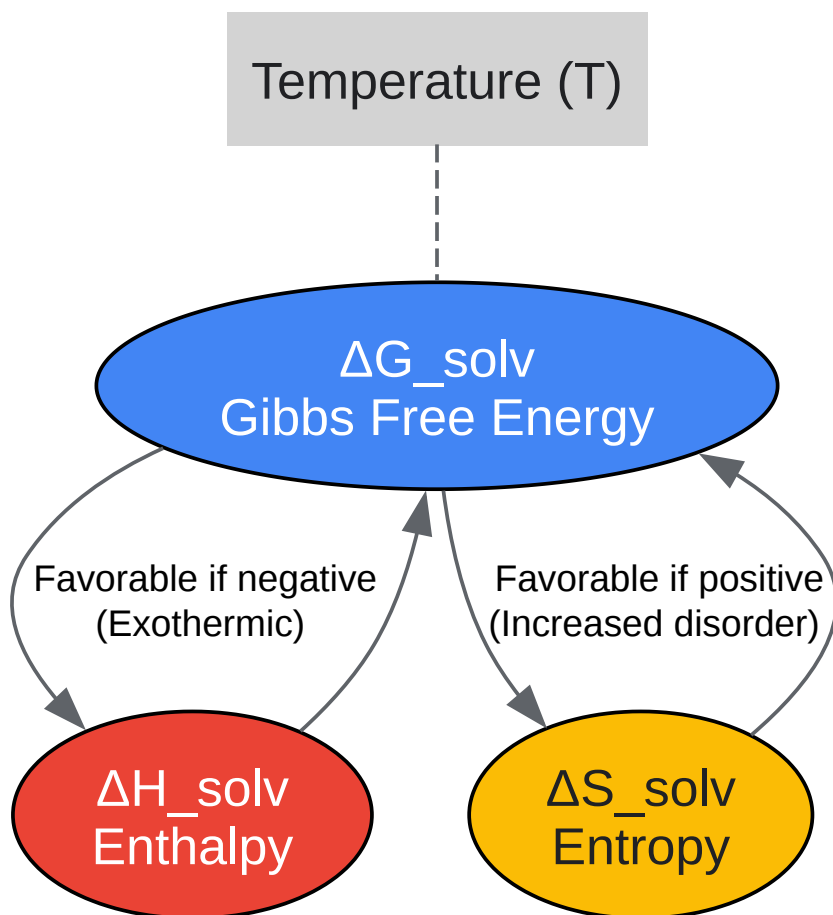 Temperature (T)
ΔG_solv
Gibbs Free Energy
Favorable if negative
(Exothermic)
Favorable if positive
(Increased disorder)
ΔH_solv
Enthalpy
ΔS_solv
Entropy